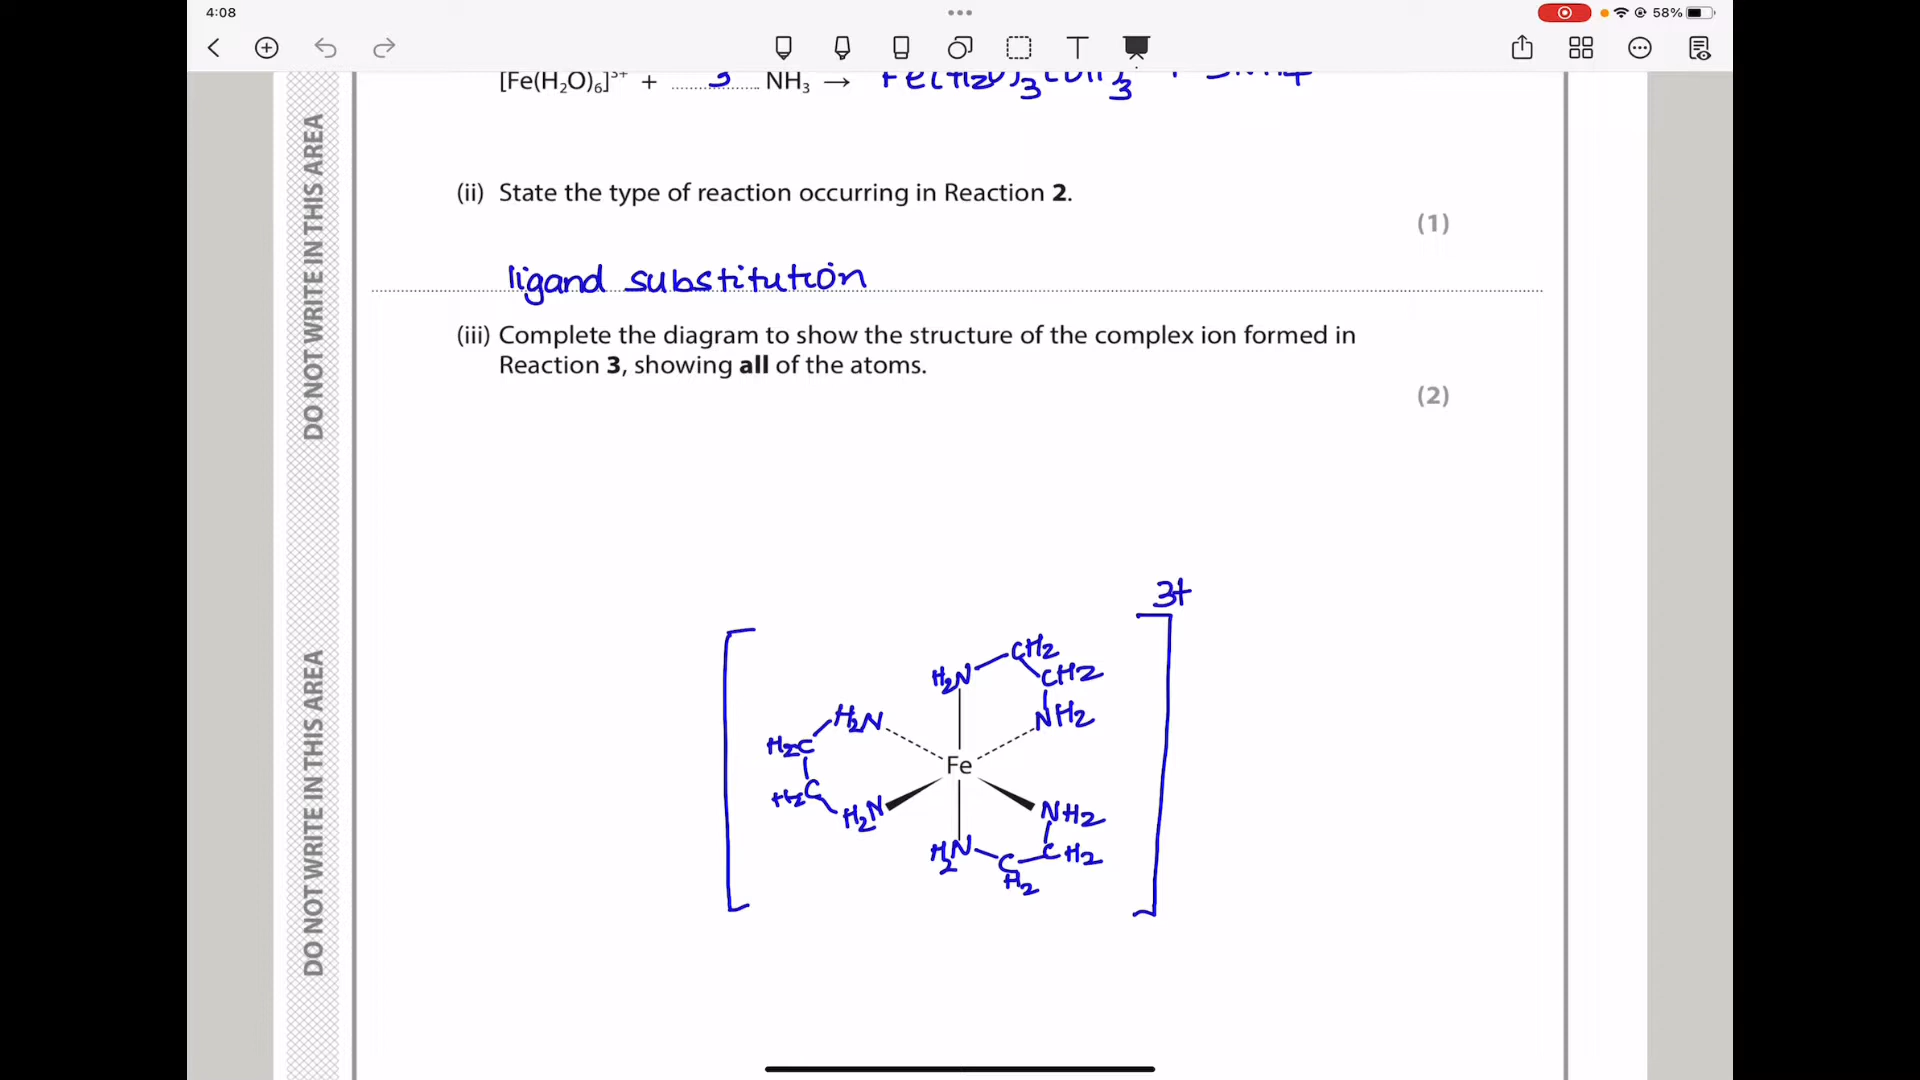 4:08
58%
[Fe(H₂O)₆]³⁺ + 3 NH₃ →
(ii) State the type of reaction occurring in Reaction 2.
(1)
ligand substitution
(iii) Complete the diagram to show the structure of the complex ion formed in
Reaction 3, showing all of the atoms.
(2)
3+
CH2
H2N
CH2
H2N
NH2
H2C
Fe
H2C
H2N
NH2
H2N
CH2
C
H2
DO NOT WRITE IN THIS AREA
DO NOT WRITE IN THIS AREA